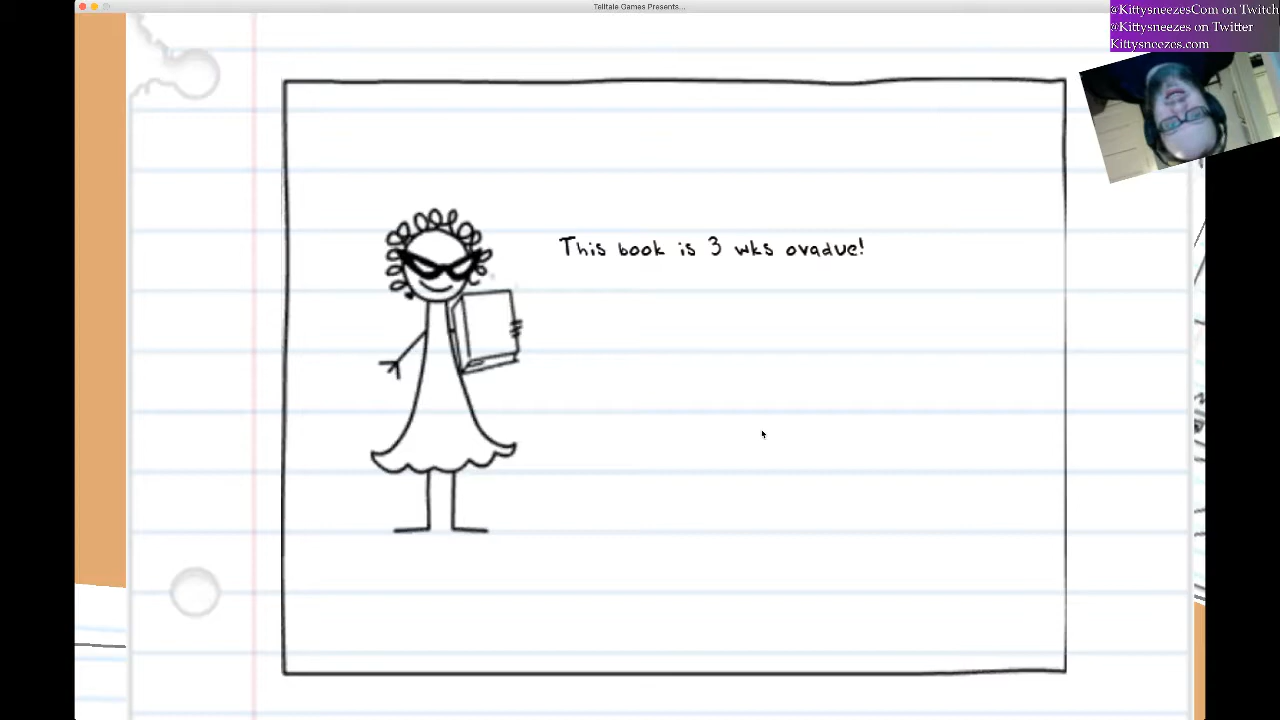 Telltale Games Presents...
@KittysneezesCom on Twitch
@Kittysneezes on Twitter
Kittysneezes.com
This book is 3 wks ovadue!